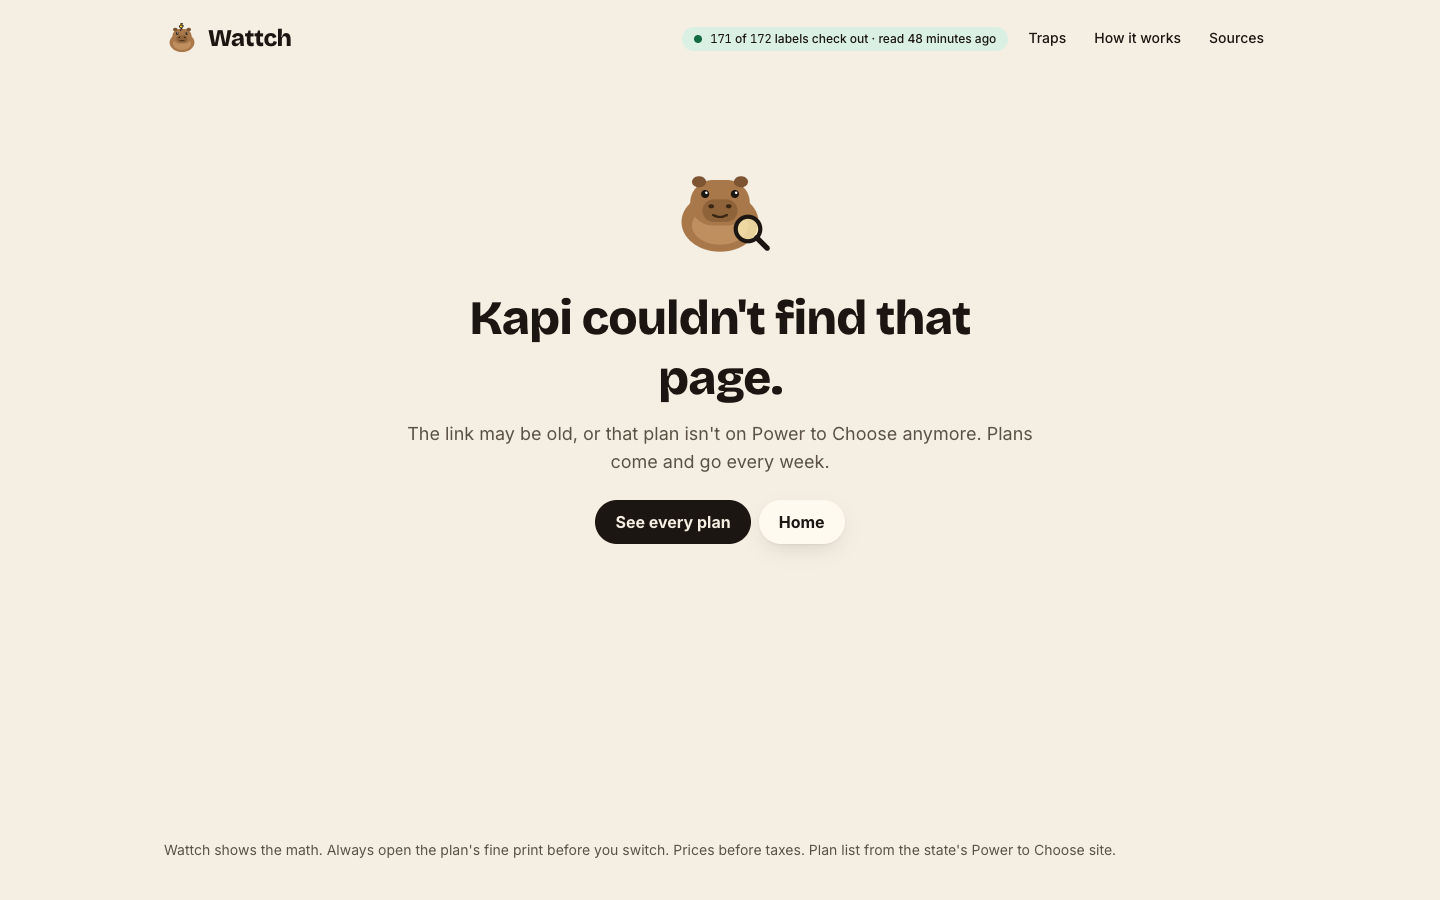 Wattch
171 of 172 labels check out · read 48 minutes ago
Traps
How it works
Sources
Kapi couldn't find that
page.
The link may be old, or that plan isn't on Power to Choose anymore. Plans
come and go every week.
See every plan
Home
Wattch shows the math. Always open the plan's fine print before you switch. Prices before taxes. Plan list from the state's Power to Choose site.